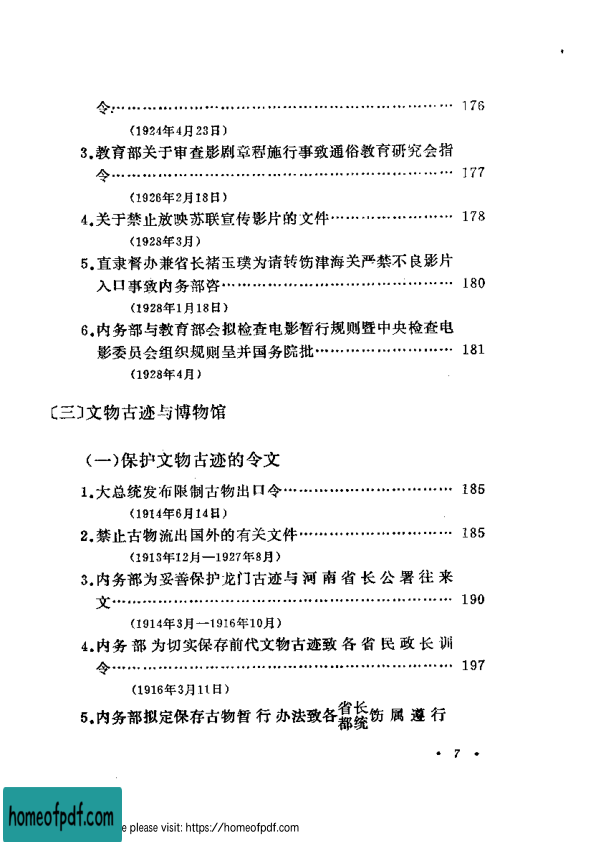 令………………………………………………………… 176
(1924年4月23日)
3.教育部关于审查影剧章程施行事致通俗教育研究会指
令………………………………………………………… 177
(1926年2月18日)
4.关于禁止放映苏联宣传影片的文件…………………… 178
(1928年3月)
5.直隶督办兼省长褚玉璞为请转饬津海关严禁不良影片
入口事致内务部咨……………………………………… 180
(1928年1月18日)
6.内务部与教育部会拟检查电影暂行规则暨中央检查电
影委员会组织规则呈并国务院批……………………… 181
(1928年4月)
〔三〕文物古迹与博物馆
(一)保护文物古迹的令文
1.大总统发布限制古物出口令…………………………… 185
(1914年6月14日)
2.禁止古物流出国外的有关文件………………………… 185
(1913年12月—1927年8月)
3.内务部为妥善保护龙门古迹与河南省长公署往来
文………………………………………………………… 190
(1914年3月—1916年10月)
4.内务部为切实保存前代文物古迹致各省民政长训
令………………………………………………………… 197
(1916年3月11日)
5.内务部拟定保存古物暂行办法致各省长都统饬属遵行
• 7 •
homeofpdf.com
e please visit: https://homeofpdf.com